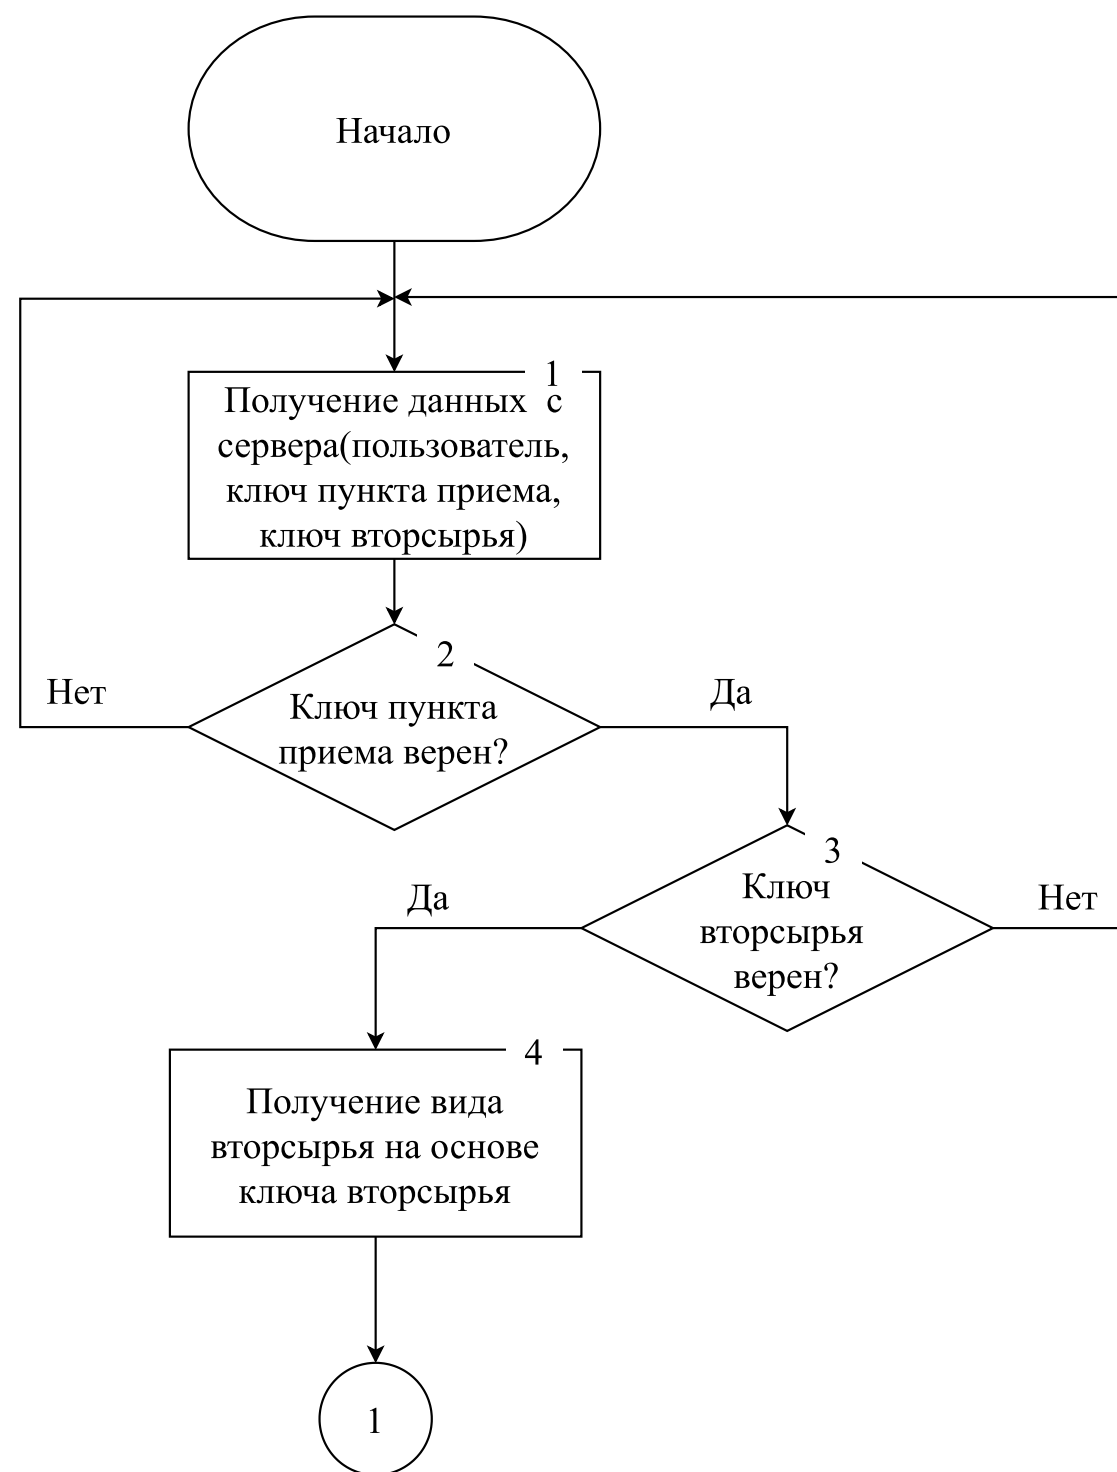 Начало
1
Получение данных с
сервера(пользователь,
ключ пункта приема,
ключ вторсырья)
2
Нет
Да
Ключ пункта
приема верен?
3
Да
Ключ
Нет
вторсырья
верен?
4
Получение вида
вторсырья на основе
ключа вторсырья
1